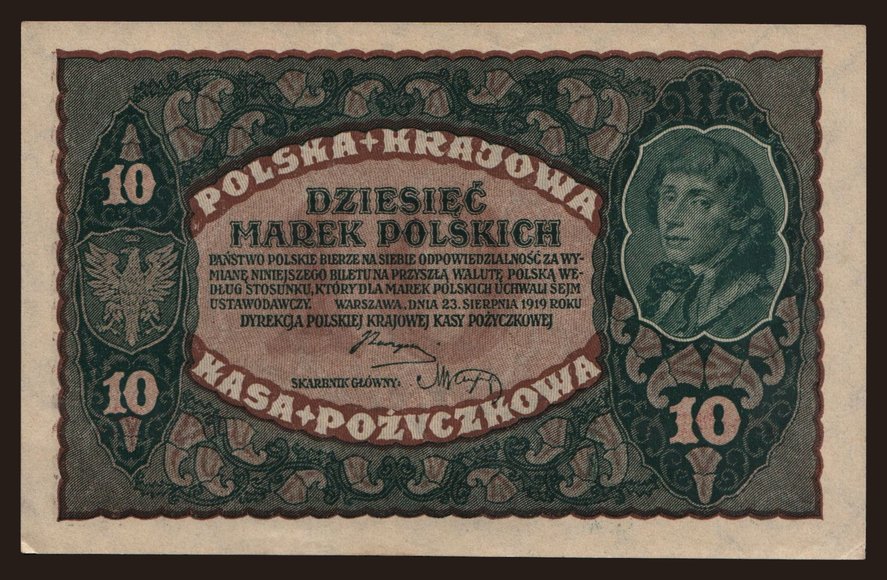 10
POLSKA+KRAJOWA
DZIESIĘĆ
MAREK POLSKICH
PAŃSTWO POLSKIE BIERZE NA SIEBIE ODPOWIEDZIALNOŚĆ ZA WY-
MIANĘ NINIEJSZEGO BILETU NA PRZYSZŁĄ WALUTĘ POLSKĄ WE-
DŁUG STOSUNKU, KTÓRY DLA MAREK POLSKICH UCHWALI SEJM
USTAWODAWCZY. WARSZAWA, DNIA 23. SIERPNIA 1919 ROKU
DYREKCJA POLSKIEJ KRAJOWEJ KASY POŻYCZKOWEJ
SKARBNIK GŁÓWNY:
KASA+POŻYCZKOWA
10
10